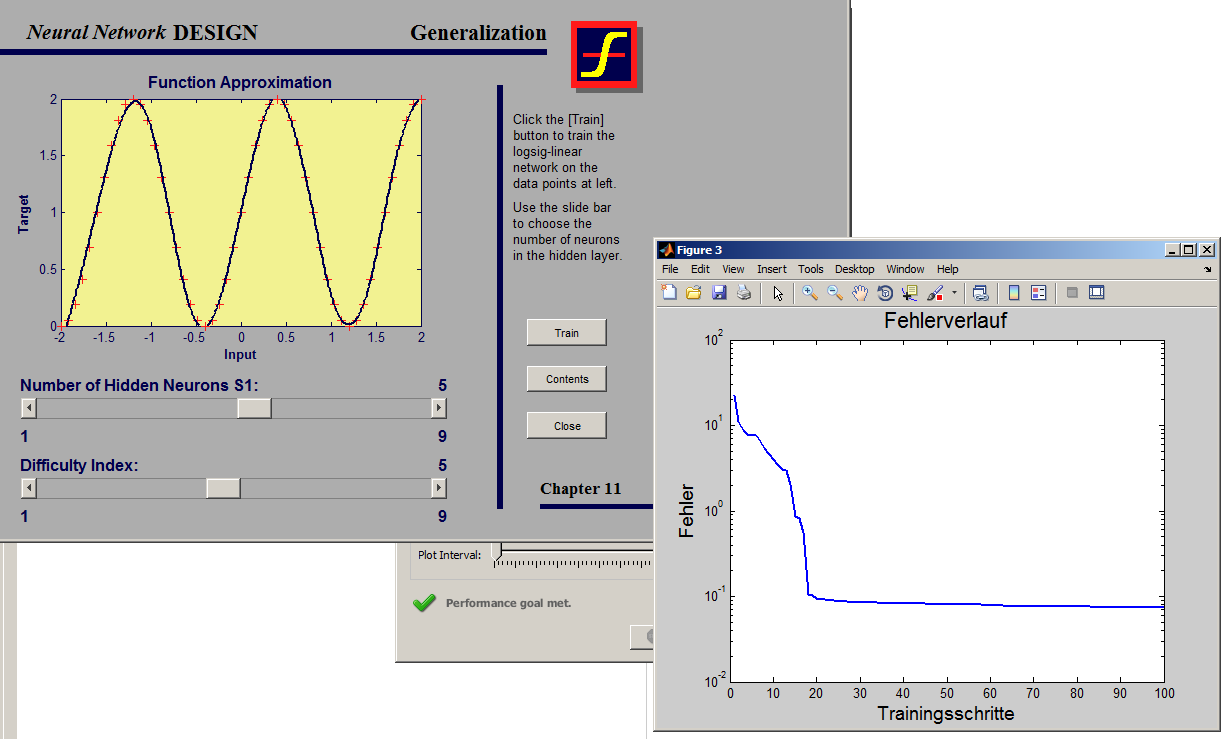 Neural Network DESIGN
Generalization
Function Approximation
2
1.5
1
0.5
0
Target
-2 -1.5 -1 -0.5 0 0.5 1 1.5 2
Input
Click the [Train]
button to train the
logsig-linear
network on the
data points at left.
Use the slide bar
to choose the
number of neurons
in the hidden layer.
Number of Hidden Neurons S1: 5
1 9
Difficulty Index: 5
1 9
Train
Contents
Close
Chapter 11
Plot Interval:
Performance goal met.
Figure 3
File Edit View Insert Tools Desktop Window Help
Fehlerverlauf
10^2
10^1
10^0
10^-1
10^-2
Fehler
0 10 20 30 40 50 60 70 80 90 100
Trainingsschritte